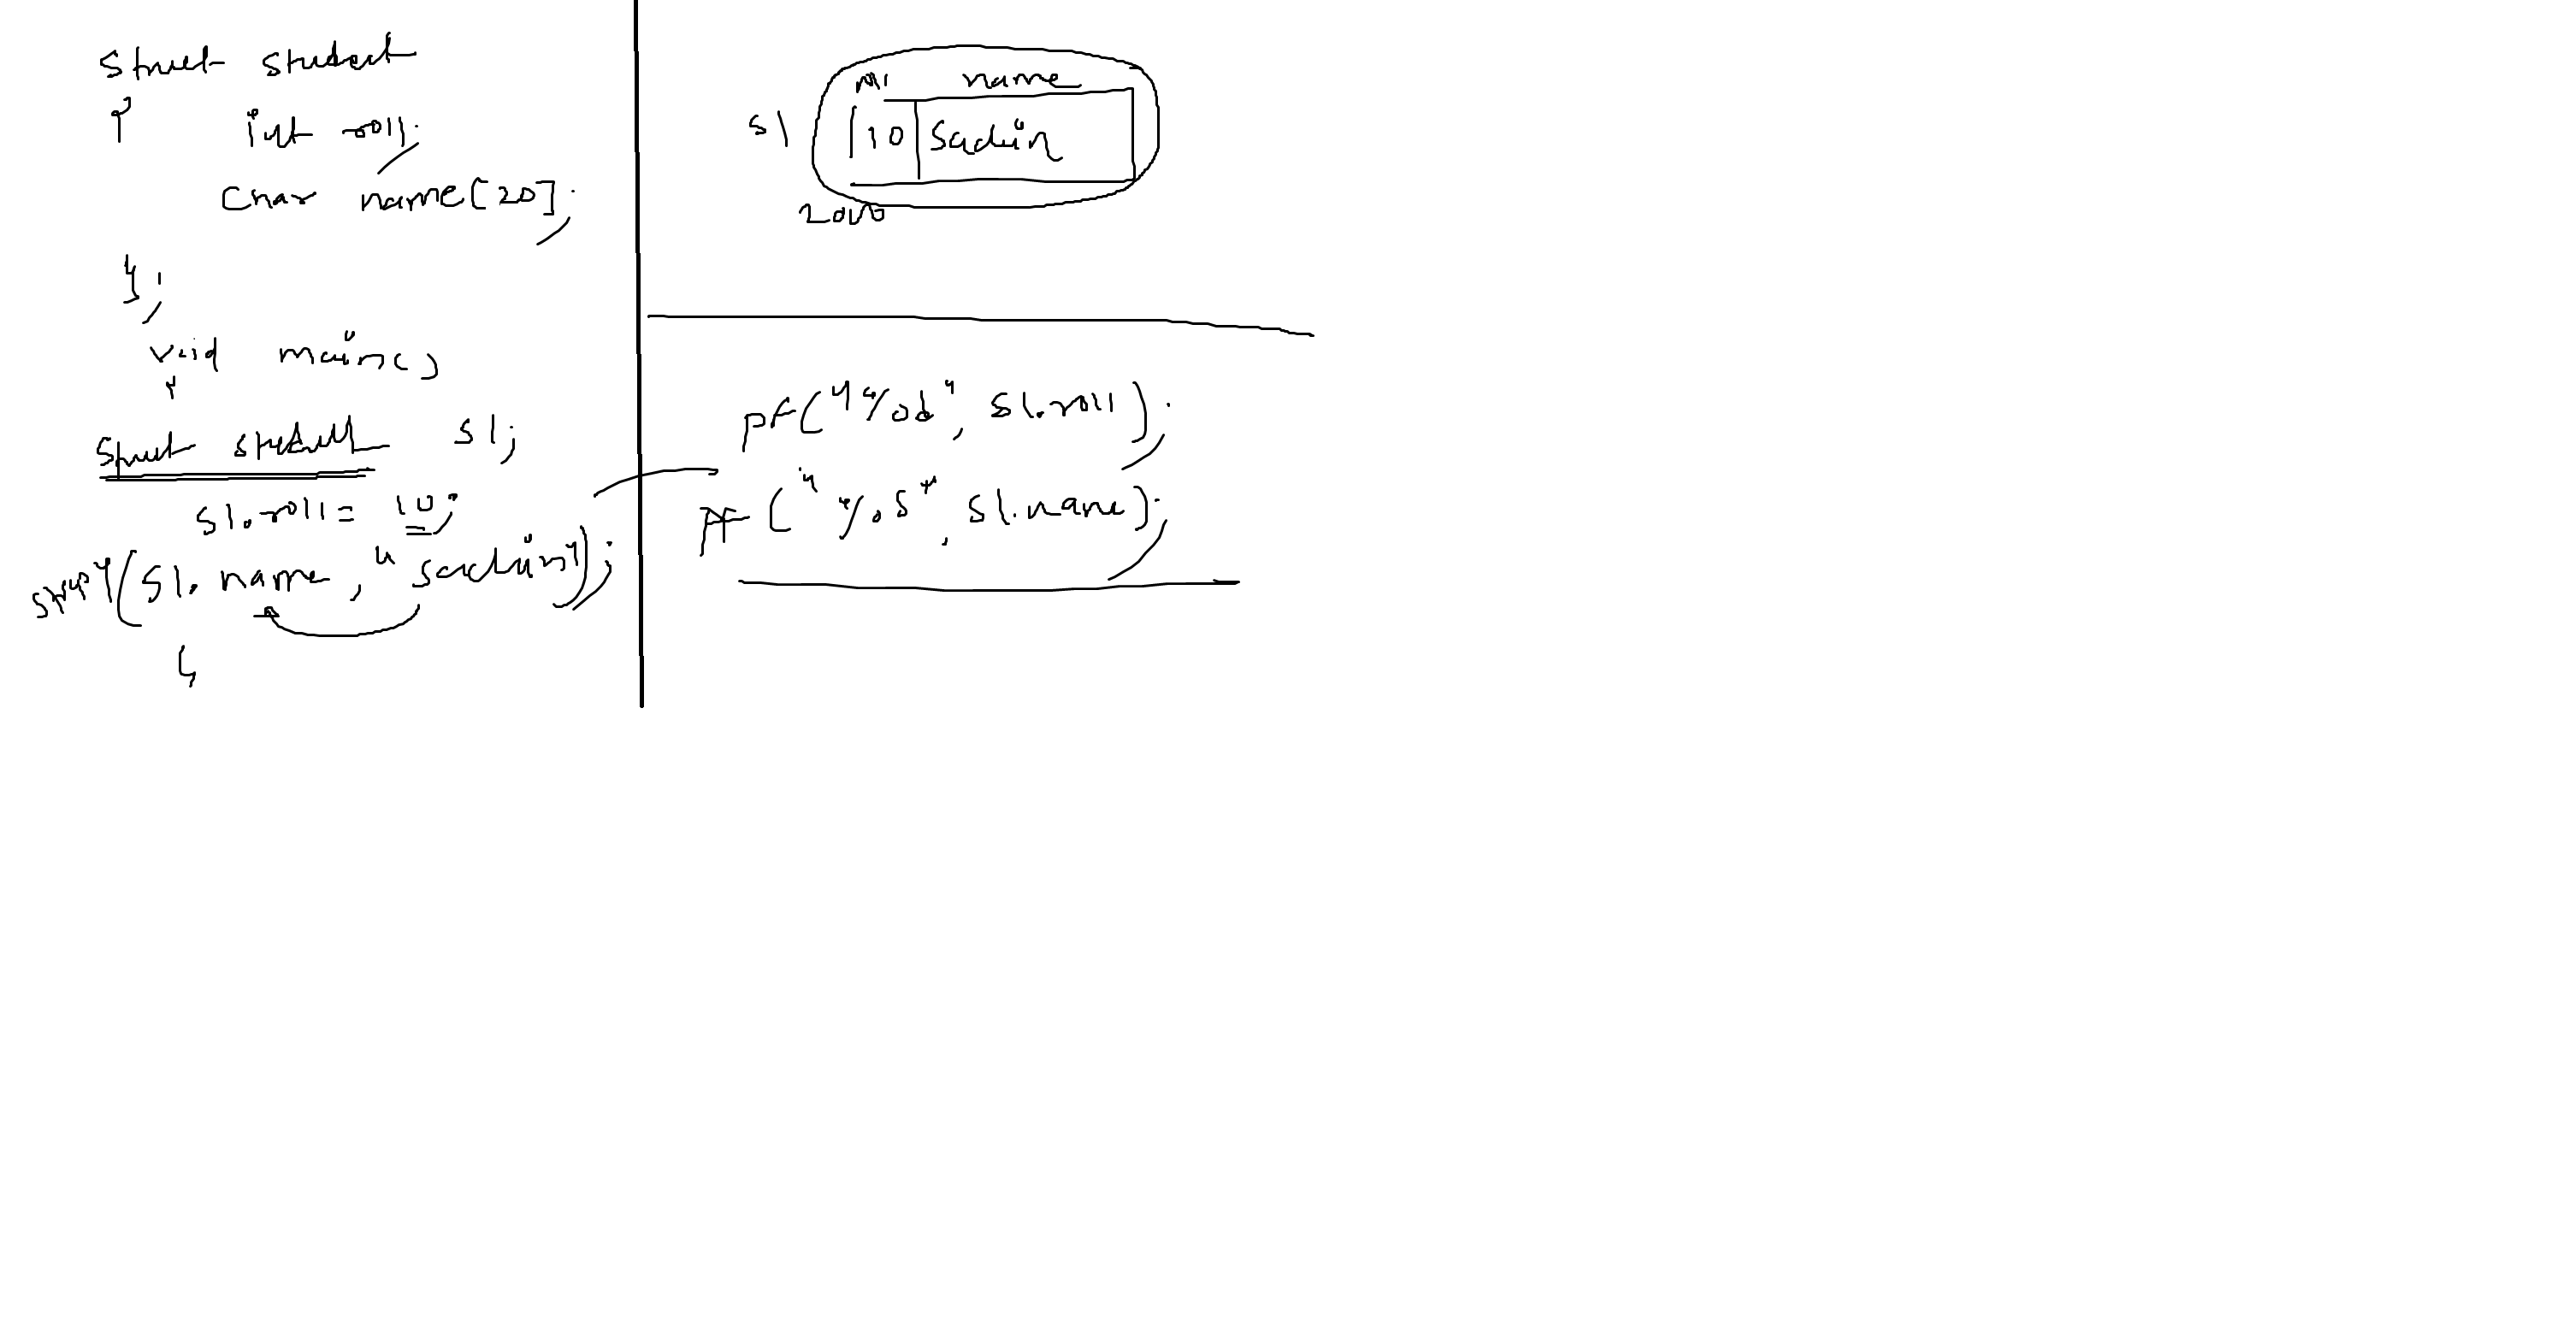 struct student
{
int roll;
char name[20];
};
void main()
{
struct student s1;
s1.roll = 10;
strcpy(s1.name, "sachin");
name
s1
10 Sachin
2000
pf("%d", s1.roll);
pf("%s", s1.name);